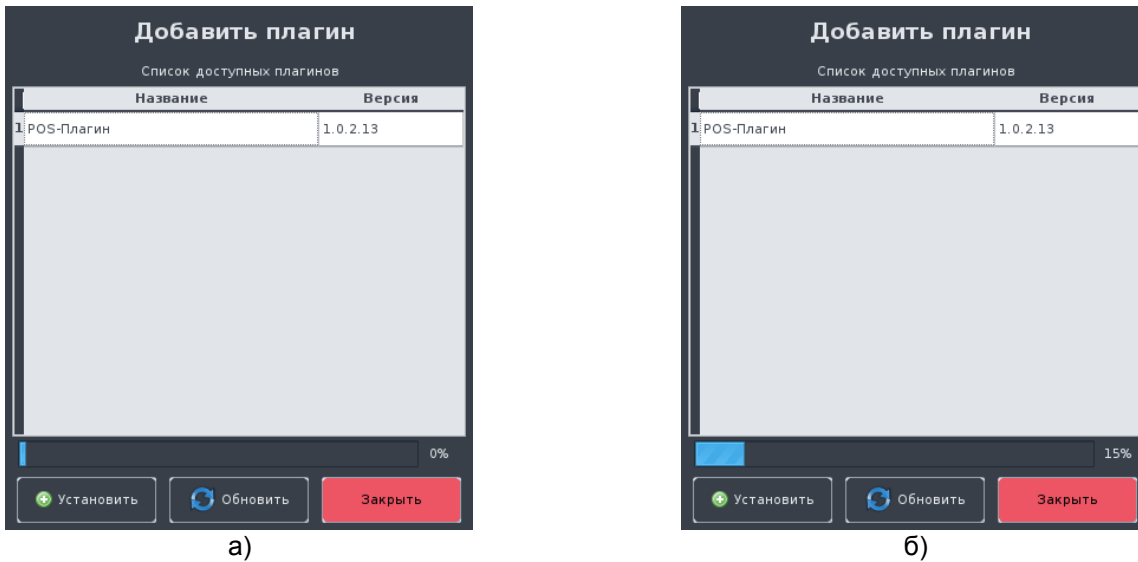 Добавить плагин
Список доступных плагинов
Название Версия
1 POS-Плагин 1.0.2.13
0%
Установить Обновить Закрыть
а)
Добавить плагин
Список доступных плагинов
Название Версия
1 POS-Плагин 1.0.2.13
15%
Установить Обновить Закрыть
б)